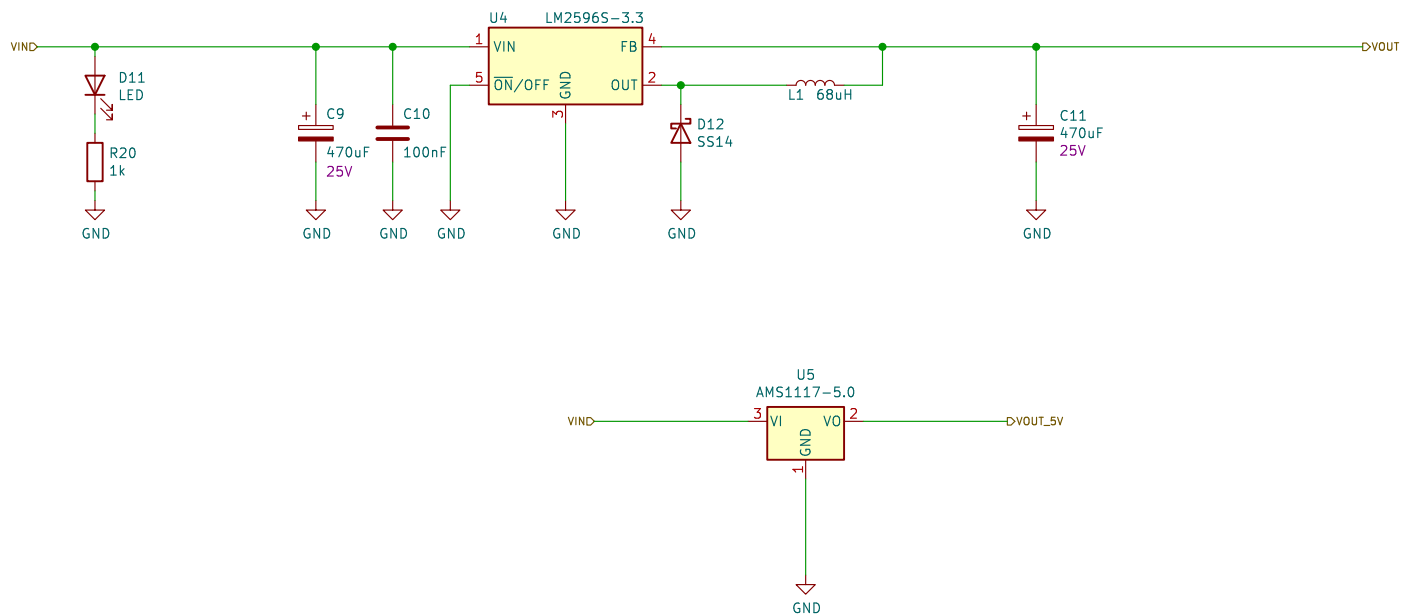 U4 LM2596S-3.3
VIN 1 VIN FB 4 VOUT
D11
LED
5 ON/OFF GND OUT 2
L1 68uH
3
+ C9
470uF
25V
C10
100nF
D12
SS14
+ C11
470uF
25V
R20
1k
GND GND GND GND GND GND GND
U5
AMS1117-5.0
VIN 3 VI VO 2 VOUT_5V
GND
1
GND